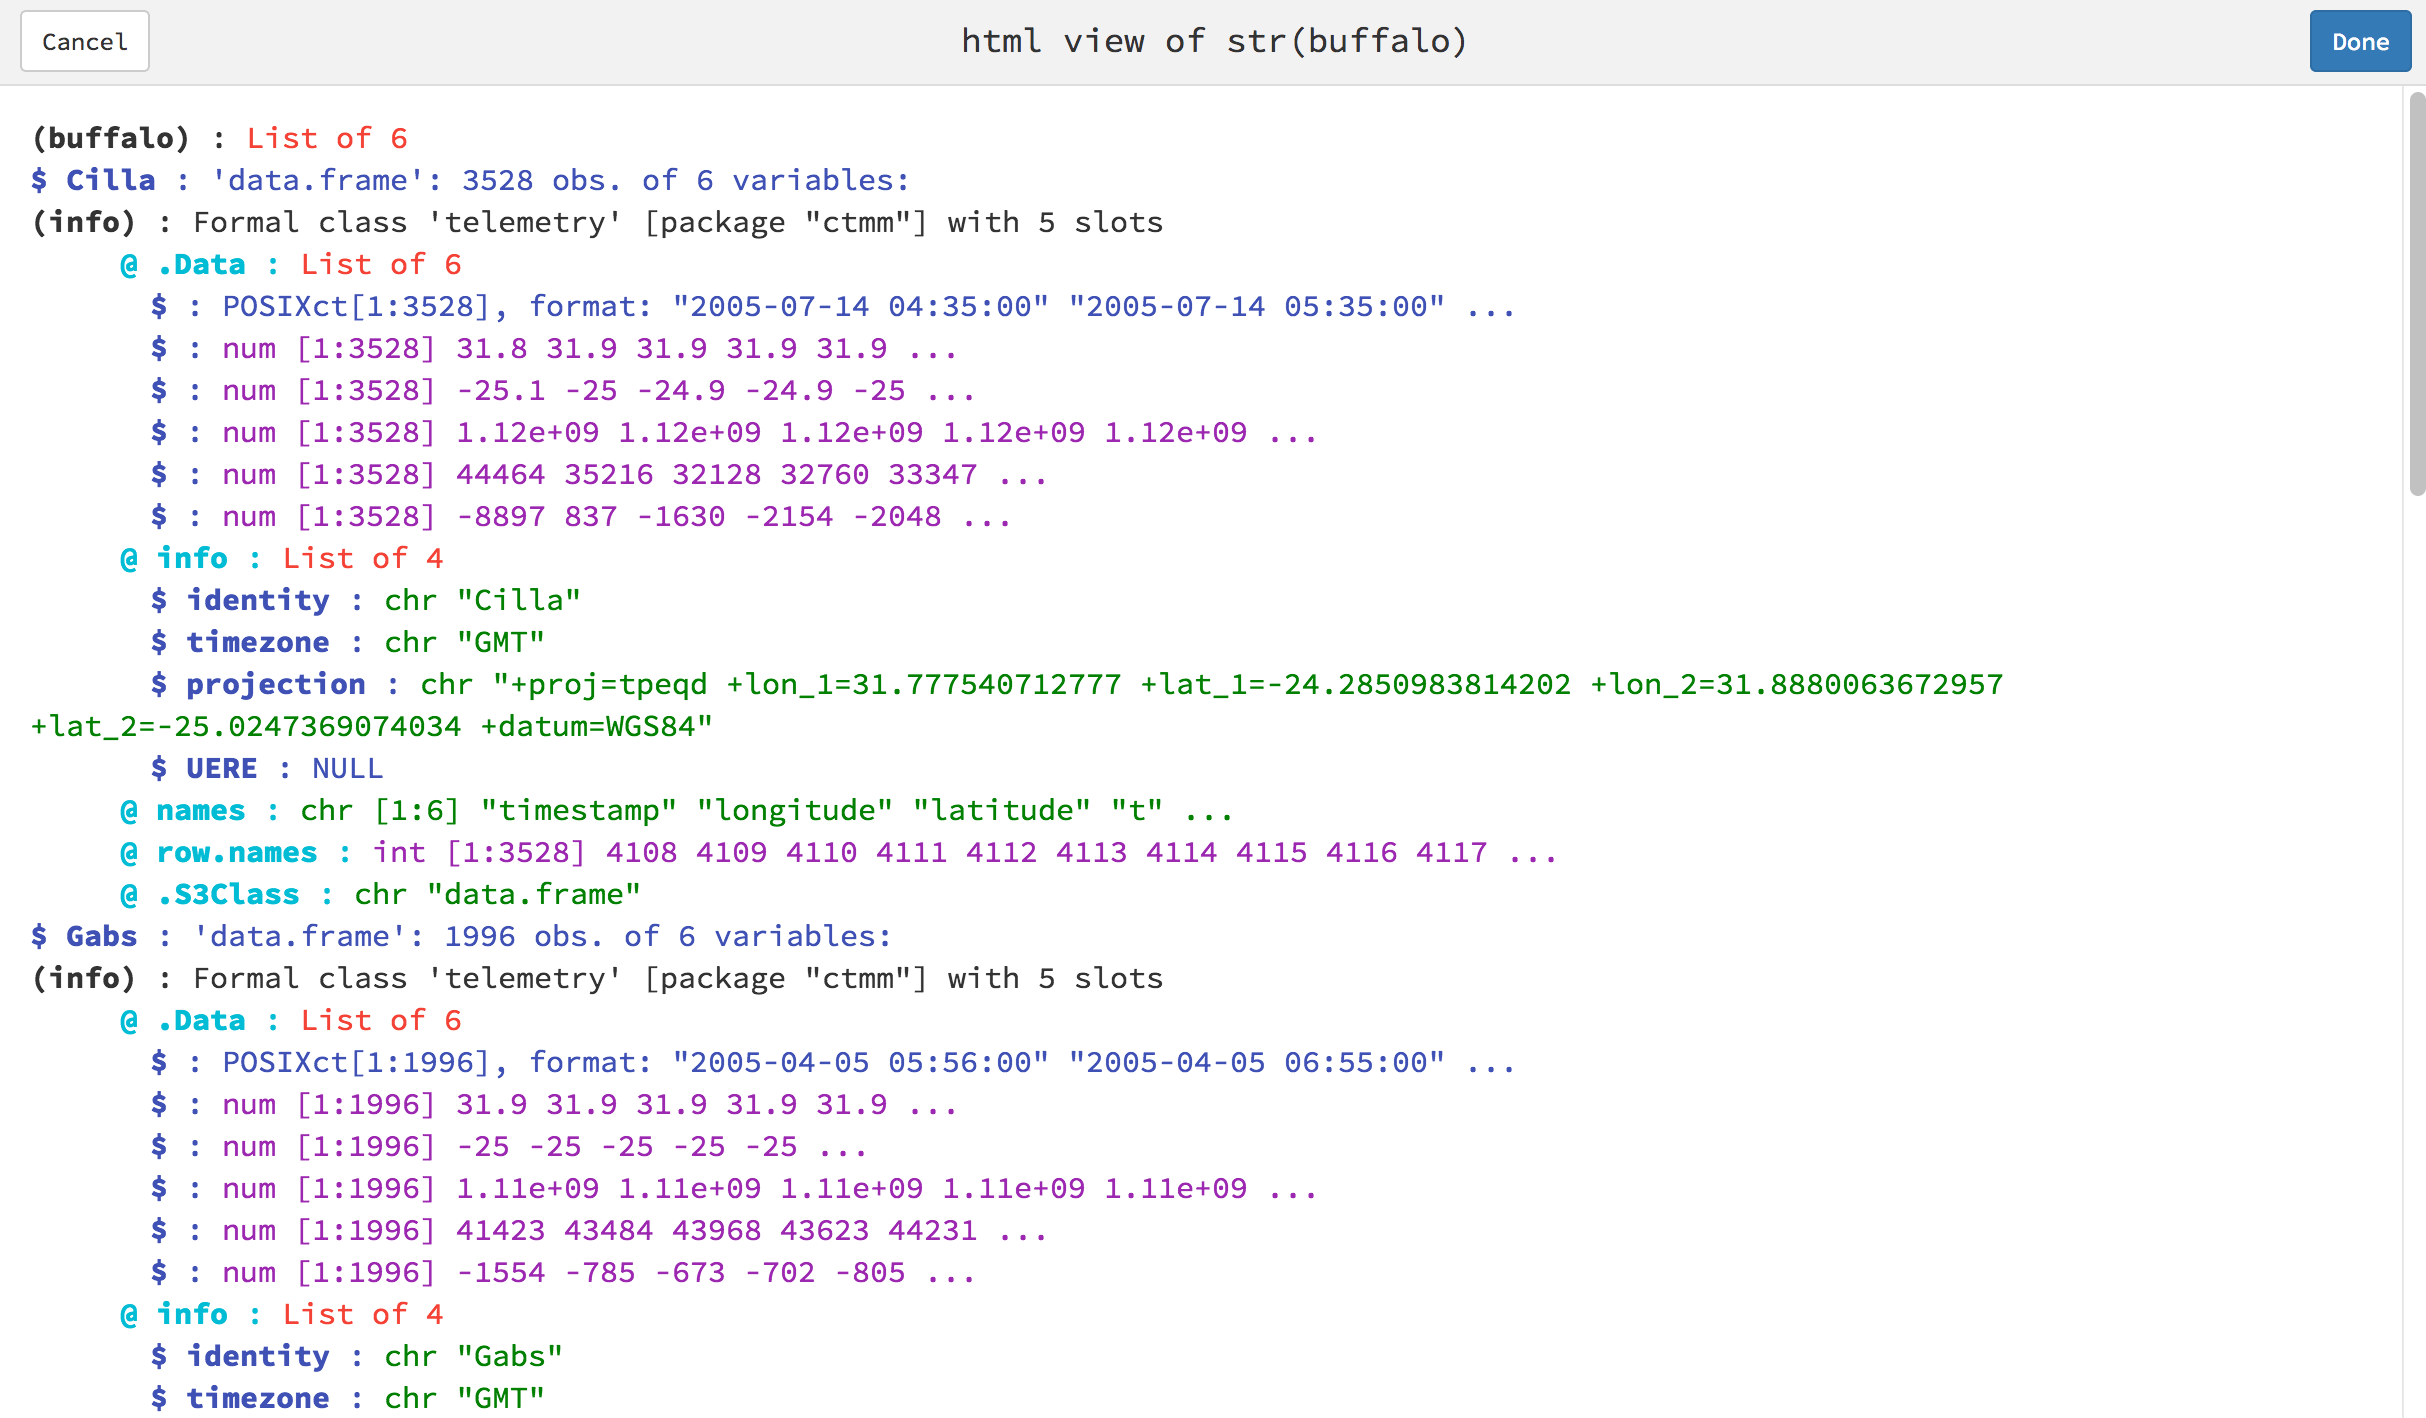 Cancel
html view of str(buffalo)
Done
(buffalo) : List of 6
$ Cilla : 'data.frame': 3528 obs. of 6 variables:
(info) : Formal class 'telemetry' [package "ctmm"] with 5 slots
@ .Data : List of 6
$ : POSIXct[1:3528], format: "2005-07-14 04:35:00" "2005-07-14 05:35:00" ...
$ : num [1:3528] 31.8 31.9 31.9 31.9 31.9 ...
$ : num [1:3528] -25.1 -25 -24.9 -24.9 -25 ...
$ : num [1:3528] 1.12e+09 1.12e+09 1.12e+09 1.12e+09 1.12e+09 ...
$ : num [1:3528] 44464 35216 32128 32760 33347 ...
$ : num [1:3528] -8897 837 -1630 -2154 -2048 ...
@ info : List of 4
$ identity : chr "Cilla"
$ timezone : chr "GMT"
$ projection : chr "+proj=tpeqd +lon_1=31.777540712777 +lat_1=-24.2850983814202 +lon_2=31.8880063672957
+lat_2=-25.0247369074034 +datum=WGS84"
$ UERE : NULL
@ names : chr [1:6] "timestamp" "longitude" "latitude" "t" ...
@ row.names : int [1:3528] 4108 4109 4110 4111 4112 4113 4114 4115 4116 4117 ...
@ .S3Class : chr "data.frame"
$ Gabs : 'data.frame': 1996 obs. of 6 variables:
(info) : Formal class 'telemetry' [package "ctmm"] with 5 slots
@ .Data : List of 6
$ : POSIXct[1:1996], format: "2005-04-05 05:56:00" "2005-04-05 06:55:00" ...
$ : num [1:1996] 31.9 31.9 31.9 31.9 31.9 ...
$ : num [1:1996] -25 -25 -25 -25 -25 ...
$ : num [1:1996] 1.11e+09 1.11e+09 1.11e+09 1.11e+09 1.11e+09 ...
$ : num [1:1996] 41423 43484 43968 43623 44231 ...
$ : num [1:1996] -1554 -785 -673 -702 -805 ...
@ info : List of 4
$ identity : chr "Gabs"
$ timezone : chr "GMT"